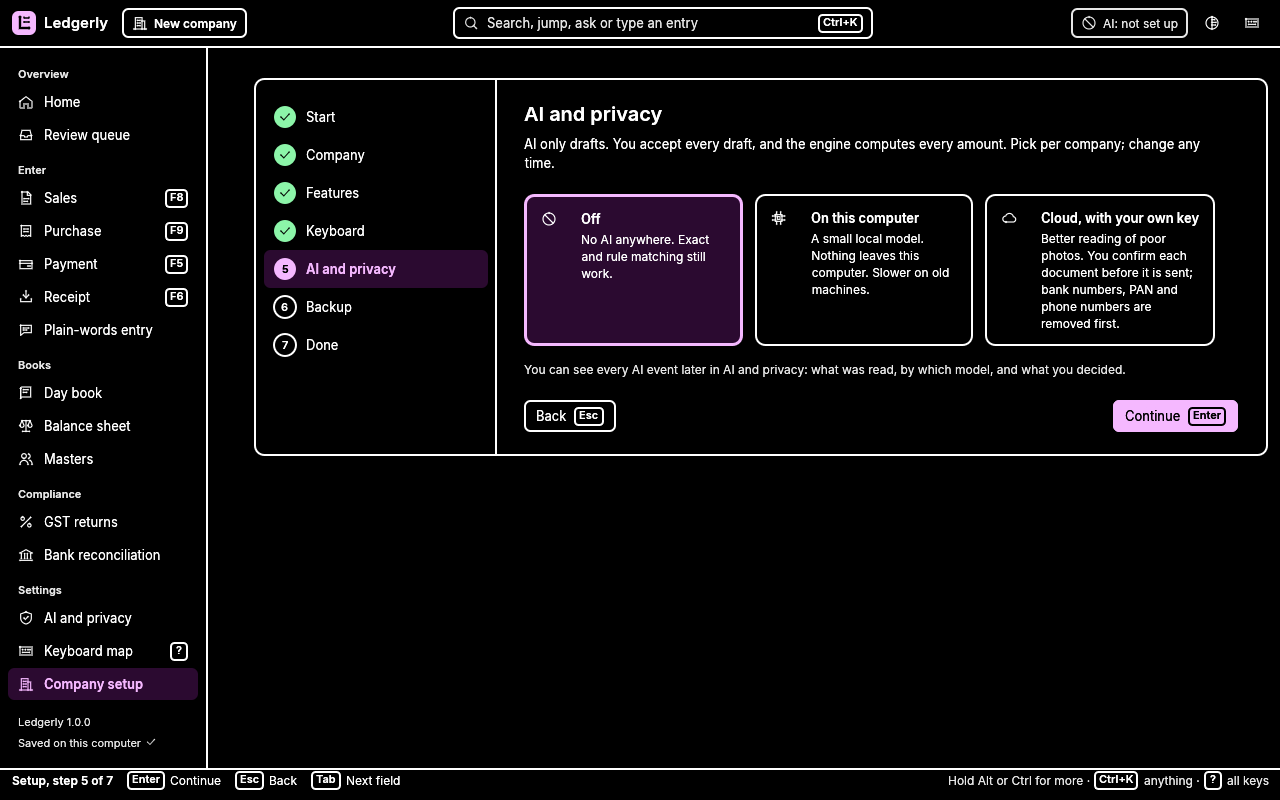 Ledgerly
New company
Search, jump, ask or type an entry Ctrl+K
AI: not set up
Overview
Home
Review queue
Enter
Sales F8
Purchase F9
Payment F5
Receipt F6
Plain-words entry
Books
Day book
Balance sheet
Masters
Compliance
GST returns
Bank reconciliation
Settings
AI and privacy
Keyboard map ?
Company setup
Ledgerly 1.0.0
Saved on this computer
Start
Company
Features
Keyboard
5 AI and privacy
6 Backup
7 Done
AI and privacy
AI only drafts. You accept every draft, and the engine computes every amount. Pick per company; change any
time.
Off
No AI anywhere. Exact
and rule matching still
work.
On this computer
A small local model.
Nothing leaves this
computer. Slower on old
machines.
Cloud, with your own key
Better reading of poor
photos. You confirm each
document before it is sent;
bank numbers, PAN and
phone numbers are
removed first.
You can see every AI event later in AI and privacy: what was read, by which model, and what you decided.
Back Esc
Continue Enter
Setup, step 5 of 7 Enter Continue Esc Back Tab Next field
Hold Alt or Ctrl for more · Ctrl+K anything · ? all keys